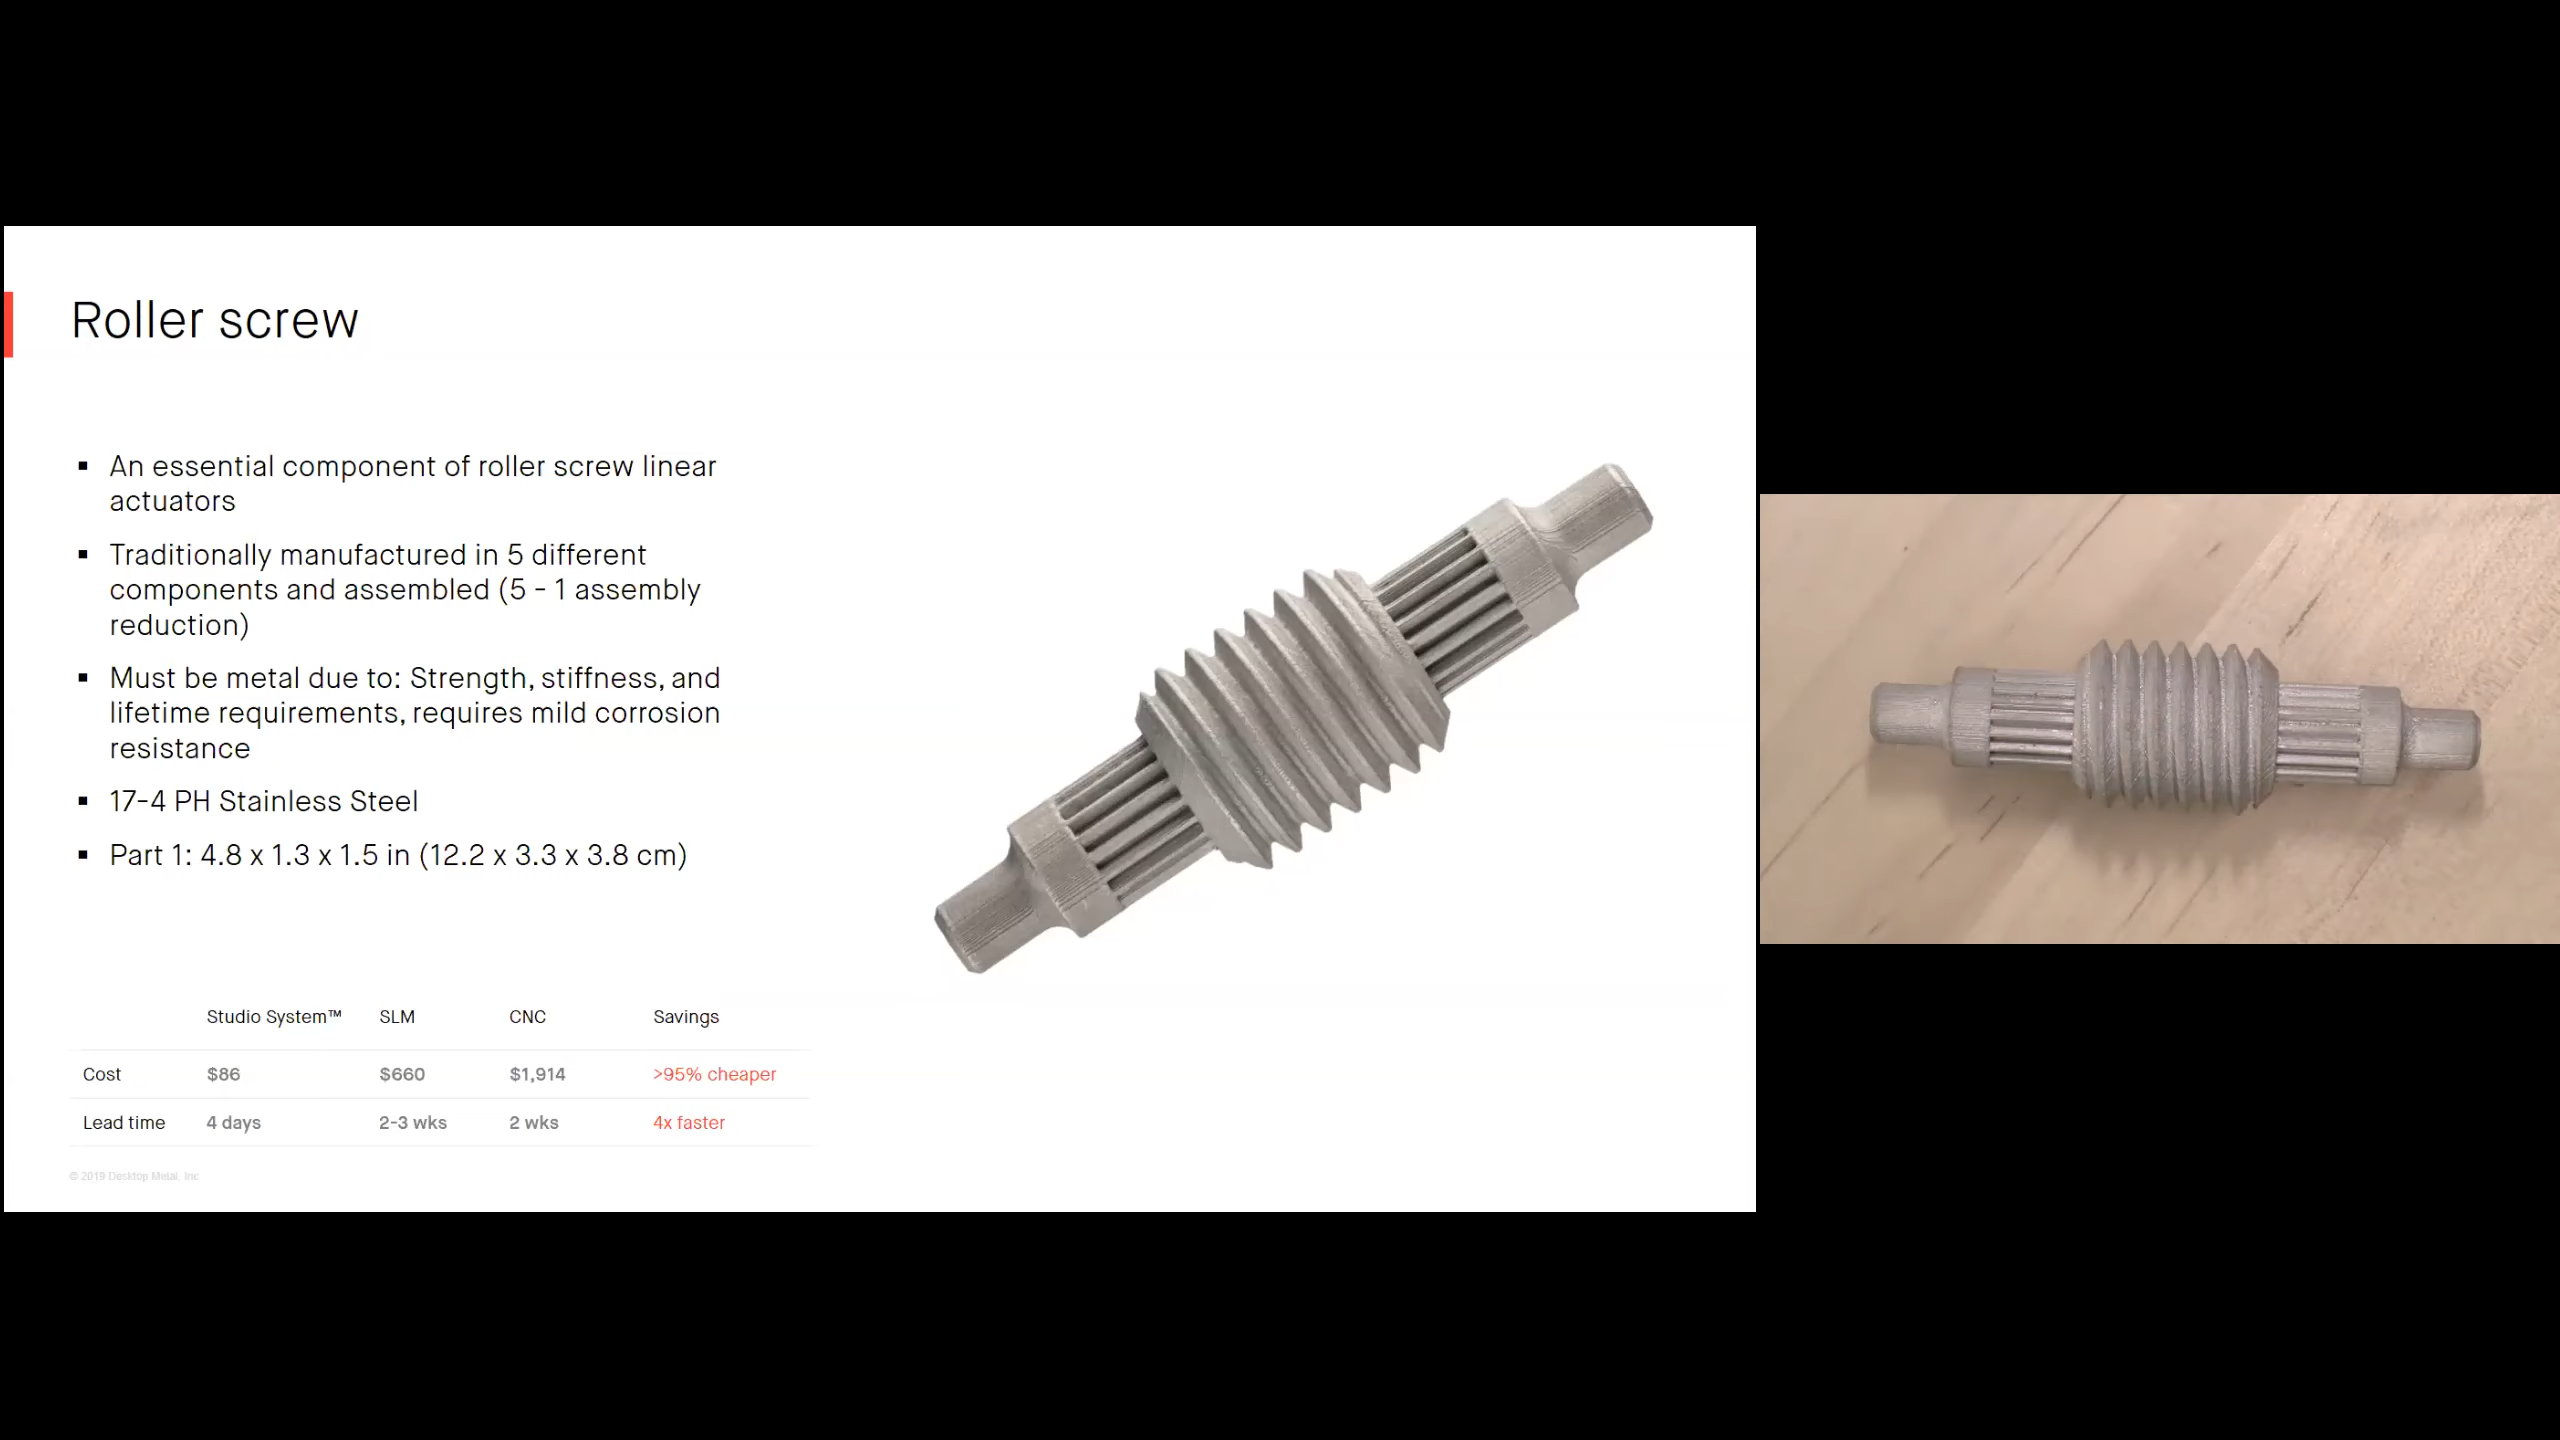 Roller screw
▪ An essential component of roller screw linear
actuators
▪ Traditionally manufactured in 5 different
components and assembled (5 - 1 assembly
reduction)
▪ Must be metal due to: Strength, stiffness, and
lifetime requirements, requires mild corrosion
resistance
▪ 17-4 PH Stainless Steel
▪ Part 1: 4.8 x 1.3 x 1.5 in (12.2 x 3.3 x 3.8 cm)
Studio System™ SLM CNC Savings
Cost $86 $660 $1,914 >95% cheaper
Lead time 4 days 2-3 wks 2 wks 4x faster
© 2019 Desktop Metal, Inc